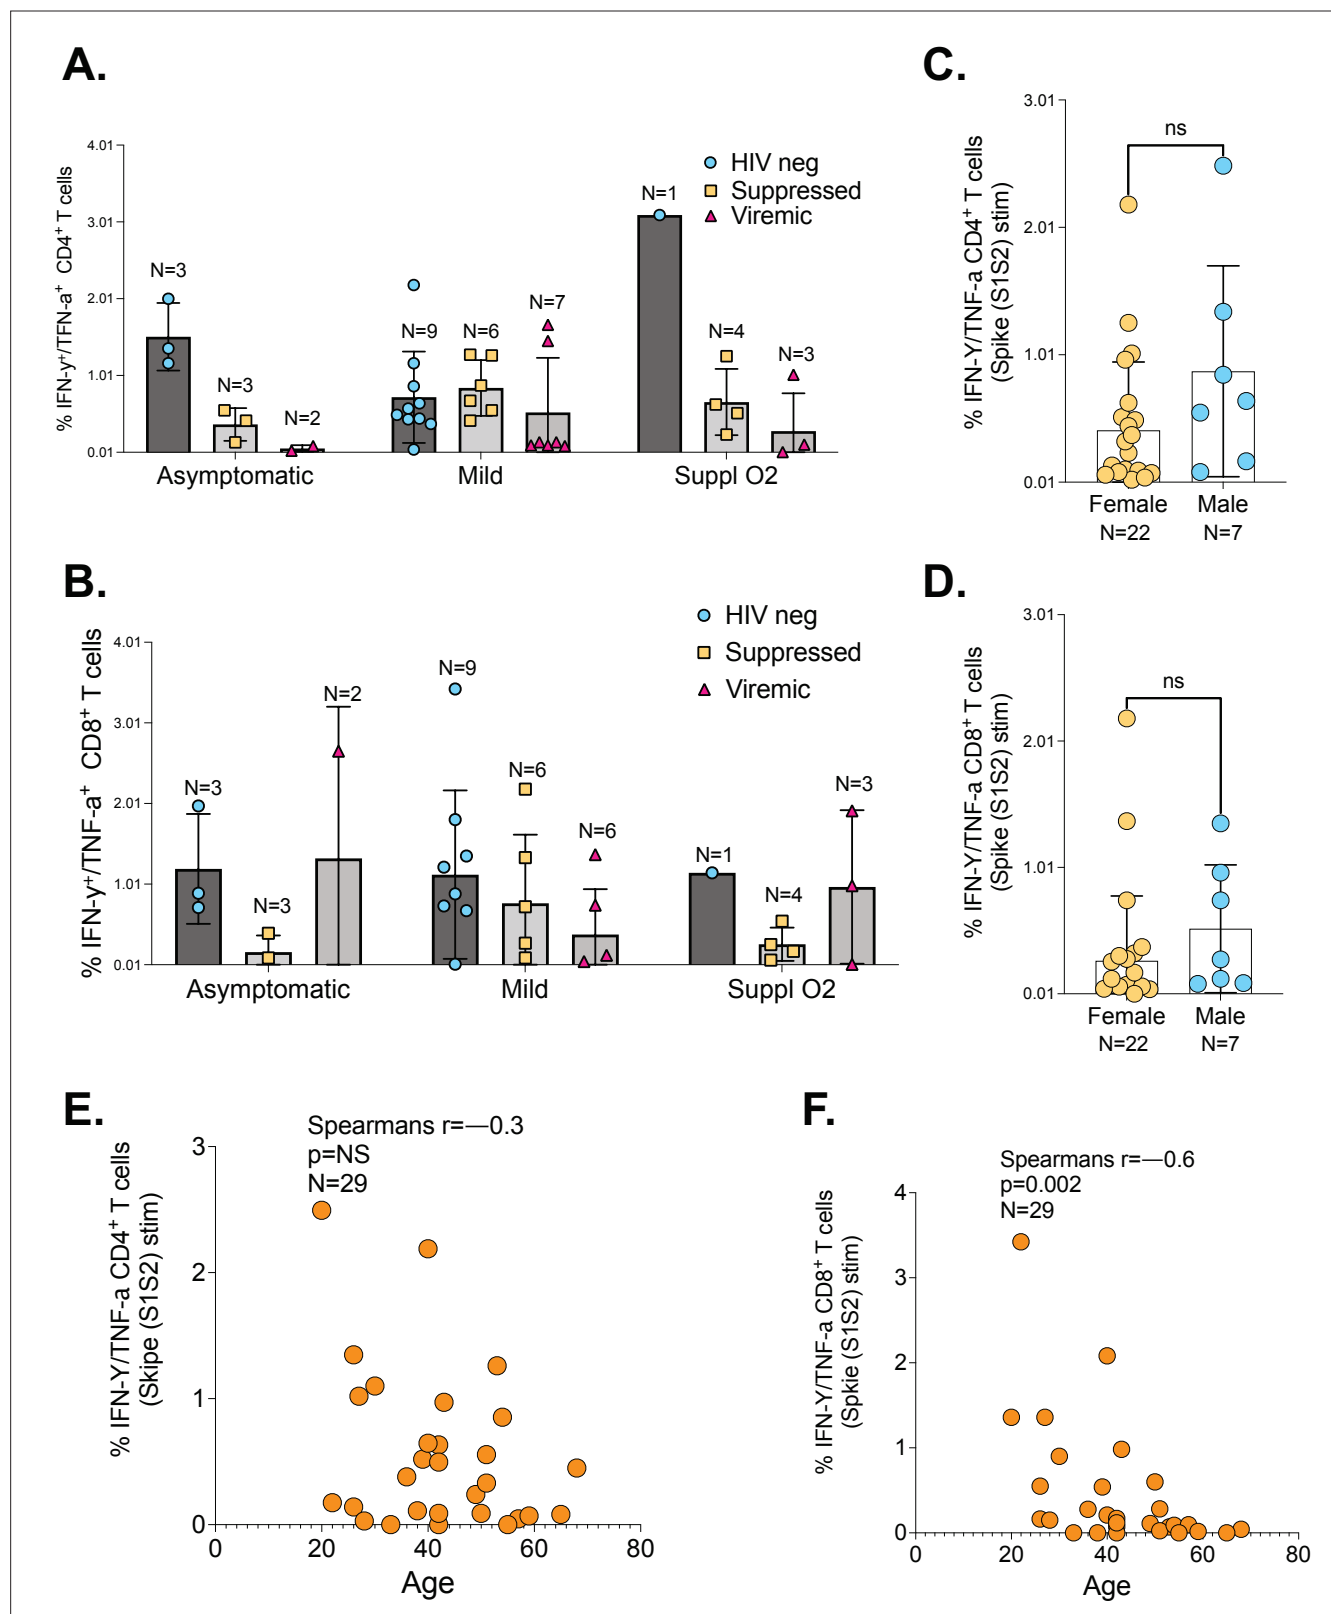 A.
% IFN-y⁺/TFN-a⁺ CD4⁺ T cells
4.01
3.01
2.01
1.01
0.01
N=3
N=3
N=2
N=9
N=6
N=7
N=1
N=4
N=3
HIV neg
Suppressed
Viremic
Asymptomatic
Mild
Suppl O2
C.
% IFN-Y/TNF-a CD4⁺ T cells
(Spike (S1S2) stim)
3.01
2.01
1.01
0.01
ns
Female
Male
N=22
N=7
B.
% IFN-y⁺/TNF-a⁺ CD8⁺ T cells
4.01
3.01
2.01
1.01
0.01
N=3
N=3
N=2
N=9
N=6
N=6
N=1
N=4
N=3
HIV neg
Suppressed
Viremic
Asymptomatic
Mild
Suppl O2
D.
% IFN-Y/TNF-a CD8⁺ T cells
(Spike (S1S2) stim)
3.01
2.01
1.01
0.01
ns
Female
Male
N=22
N=7
E.
Spearmans r=—0.3
p=NS
N=29
% IFN-Y/TNF-a CD4⁺ T cells
(Skipe (S1S2) stim)
3
2
1
0
0
20
40
60
80
Age
F.
Spearmans r=—0.6
p=0.002
N=29
% IFN-Y/TNF-a CD8⁺ T cells
(Spkie (S1S2) stim)
4
3
2
1
0
0
20
40
60
80
Age